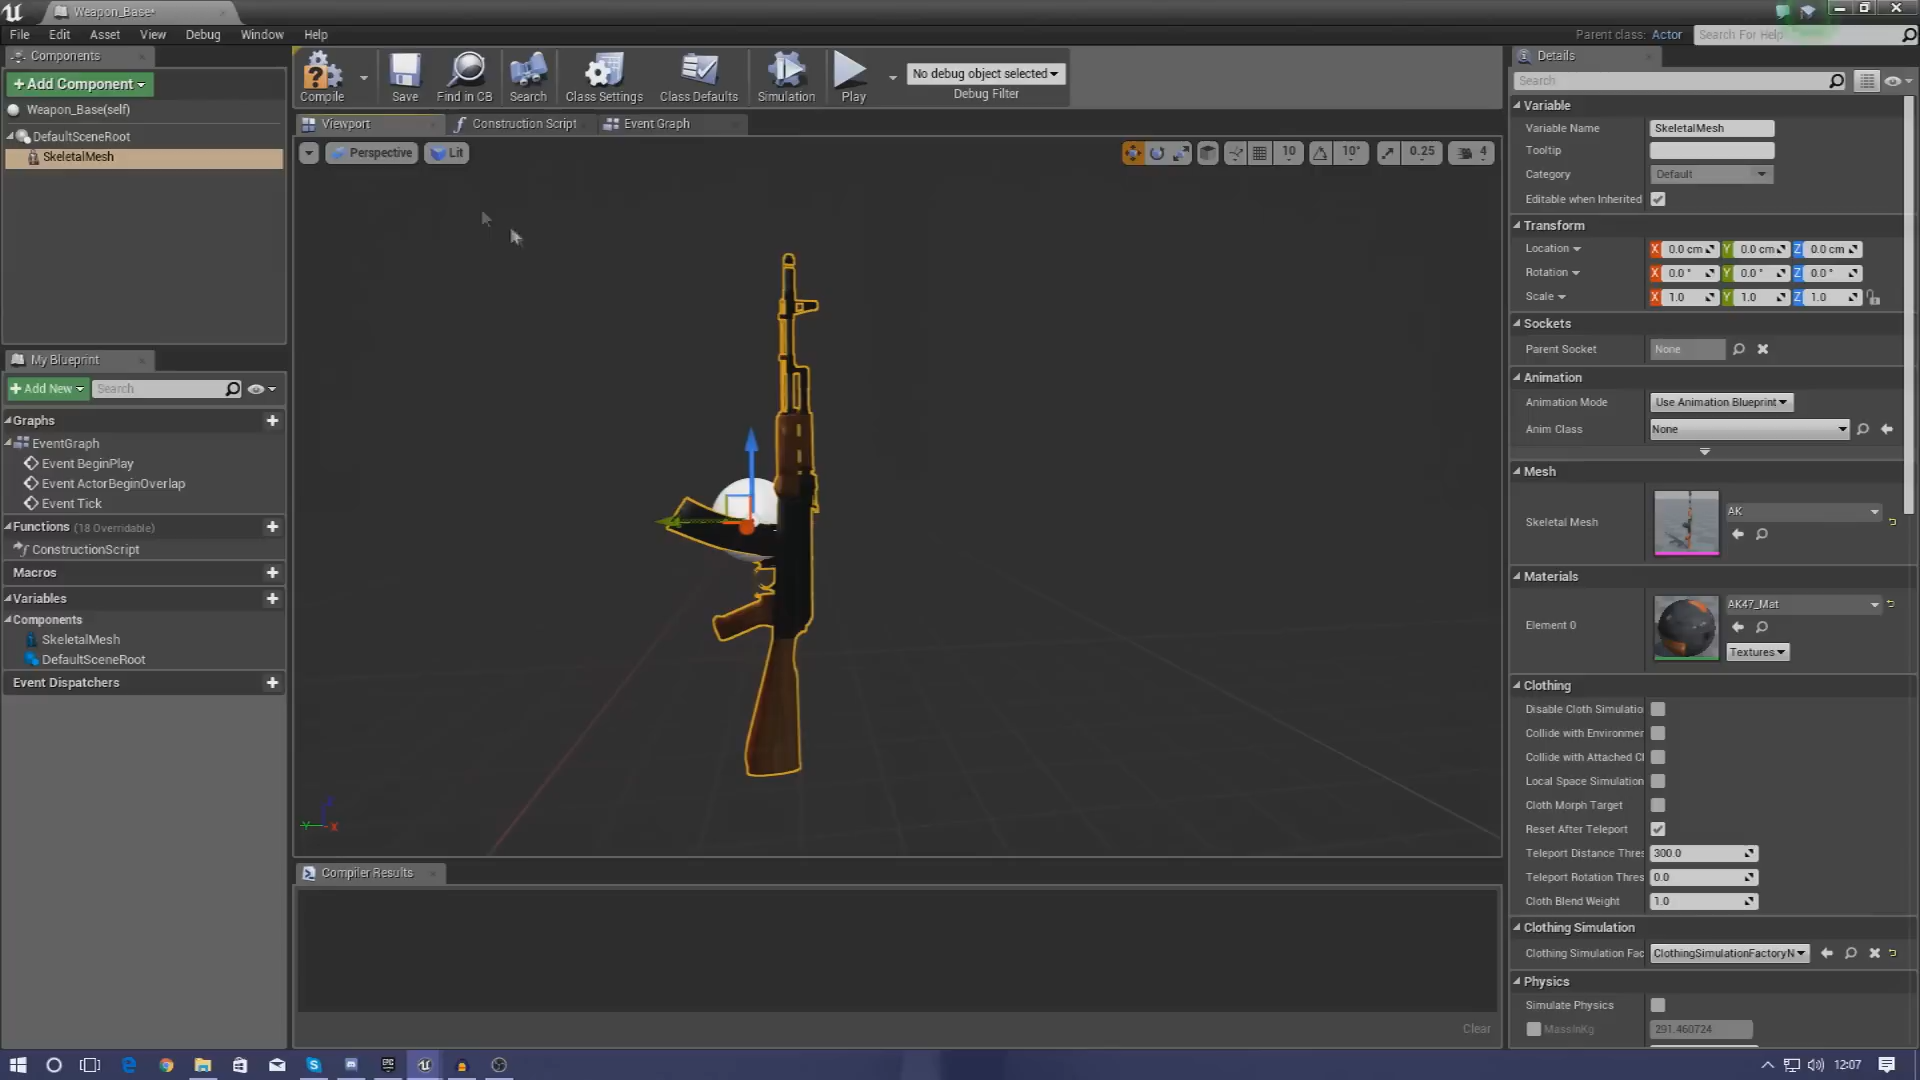 Weapon_Base*
File Edit Asset View Debug Window Help
Parent class: Actor
Search For Help
Components
+Add Component
Weapon_Base(self)
DefaultSceneRoot
SkeletalMesh
My Blueprint
+Add New
Search
Graphs
EventGraph
Event BeginPlay
Event ActorBeginOverlap
Event Tick
Functions (18 Overridable)
ConstructionScript
Macros
Variables
Components
SkeletalMesh
DefaultSceneRoot
Event Dispatchers
Compile
Save
Find in CB
Search
Class Settings
Class Defaults
Simulation
Play
No debug object selected
Debug Filter
Viewport
Construction Script
Event Graph
Perspective
Lit
10
10°
0.25
4
Z
Y
X
Compiler Results
Clear
Details
Search
Variable
Variable Name SkeletalMesh
Tooltip
Category Default
Editable when Inherited
Transform
Location X 0.0 cm Y 0.0 cm Z 0.0 cm
Rotation X 0.0 ° Y 0.0 ° Z 0.0 °
Scale X 1.0 Y 1.0 Z 1.0
Sockets
Parent Socket None
Animation
Animation Mode Use Animation Blueprint
Anim Class None
Mesh
Skeletal Mesh AK
Materials
Element 0 AK47_Mat
Textures
Clothing
Disable Cloth Simulatio
Collide with Environmer
Collide with Attached Cl
Local Space Simulation
Cloth Morph Target
Reset After Teleport
Teleport Distance Thres 300.0
Teleport Rotation Thres 0.0
Cloth Blend Weight 1.0
Clothing Simulation
Clothing Simulation Fac ClothingSimulationFactoryN
Physics
Simulate Physics
MassInKg 291.460724
12:07